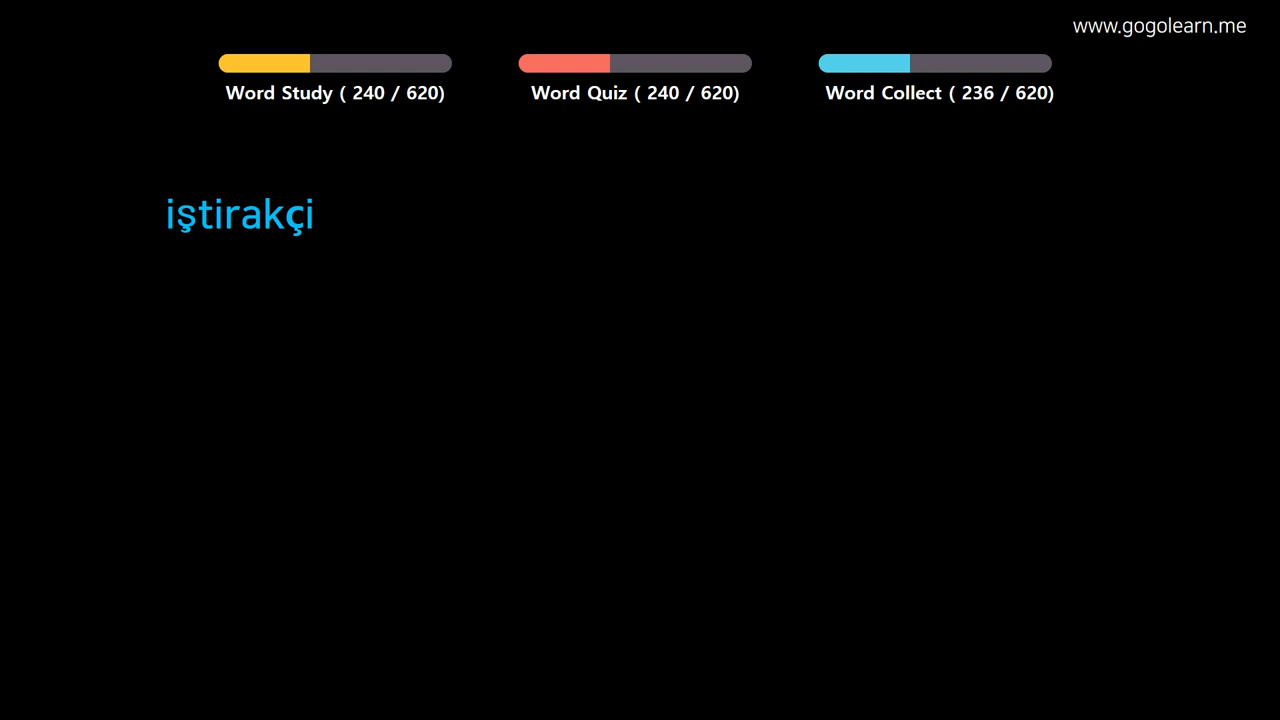 www.gogolearn.me
Word Study ( 240 / 620)
Word Quiz ( 240 / 620)
Word Collect ( 236 / 620)
iştirakçi